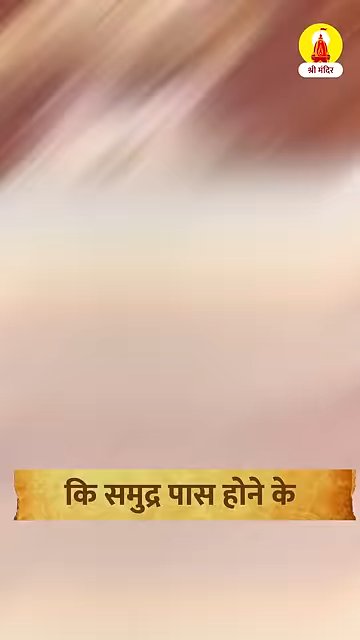 श्री मंदिर
कि समुद्र पास होने के